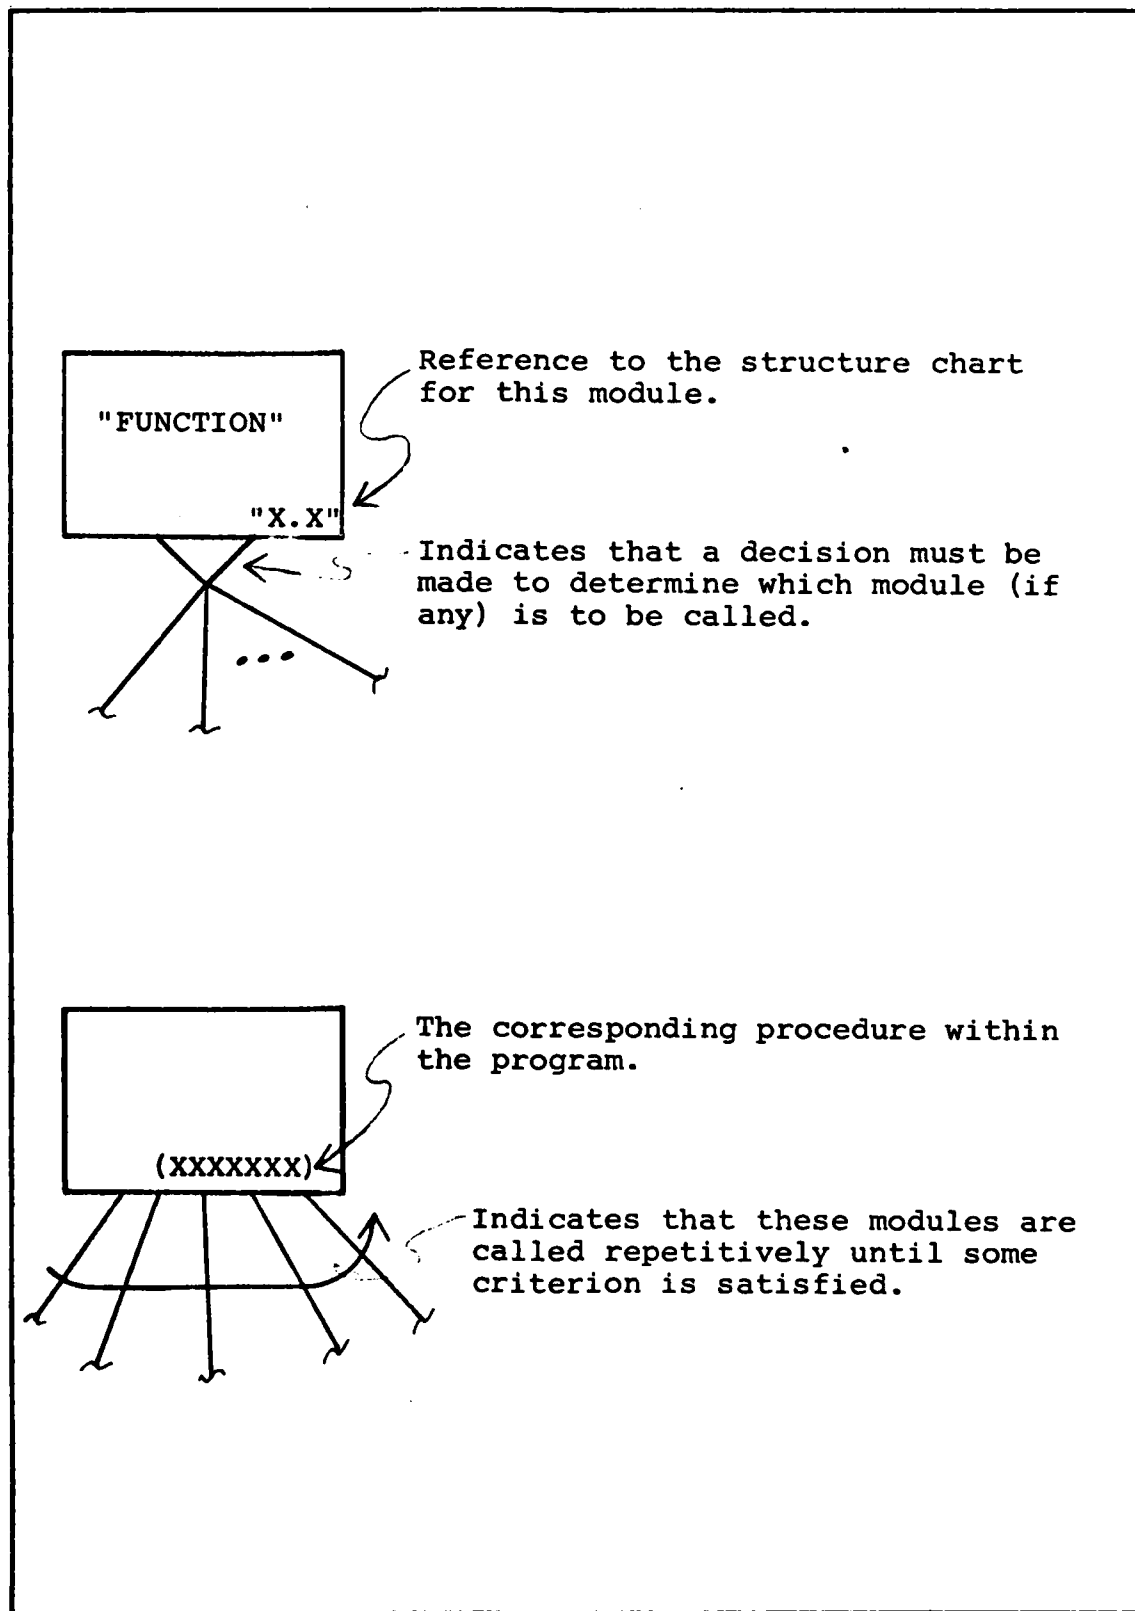 Reference to the structure chart
for this module.
"FUNCTION"
"X.X"
Indicates that a decision must be
made to determine which module (if
any) is to be called.
The corresponding procedure within
the program.
(XXXXXXX)
Indicates that these modules are
called repetitively until some
criterion is satisfied.